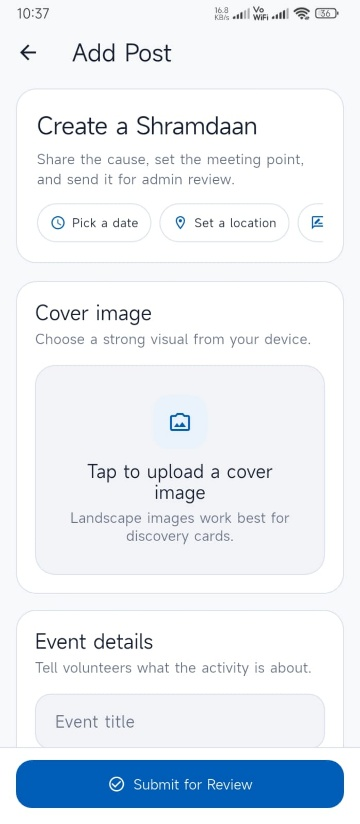 10:37
16.8 KB/s Vo WiFi 36
Add Post
Create a Shramdaan
Share the cause, set the meeting point,
and send it for admin review.
Pick a date Set a location
Cover image
Choose a strong visual from your device.
Tap to upload a cover
image
Landscape images work best for
discovery cards.
Event details
Tell volunteers what the activity is about.
Event title
Submit for Review